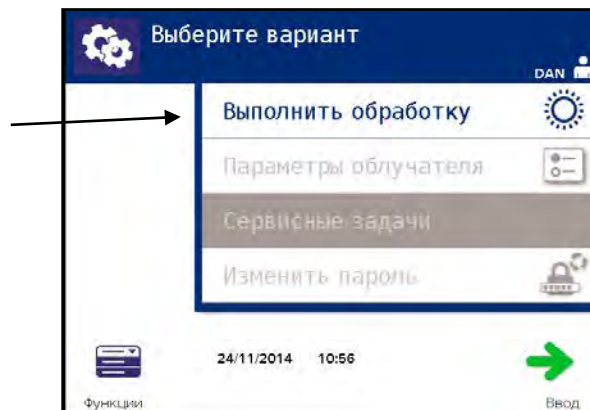 Выберите вариант
DAN
Выполнить обработку
Параметры облучателя
Сервисные задачи
Изменить пароль
24/11/2014 10:56
Функции
Ввод